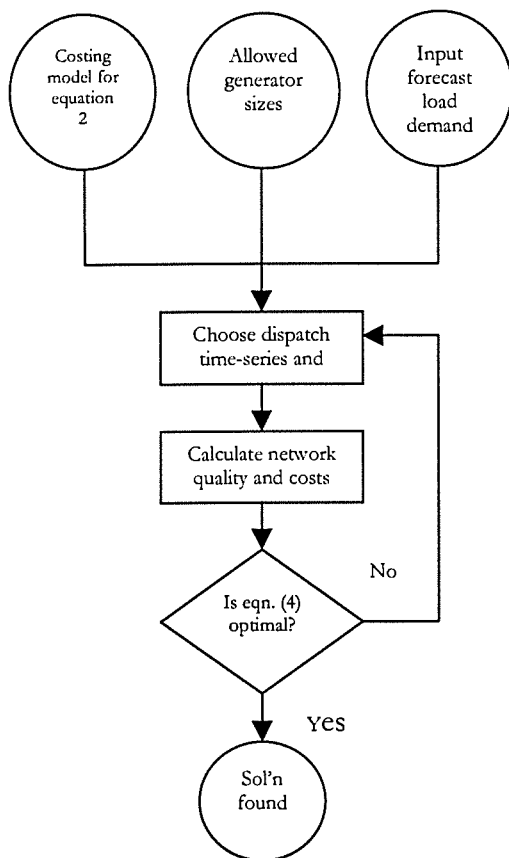 Costing
model for
equation
2
Allowed
generator
sizes
Input
forecast
load
demand
Choose dispatch
time-series and
Calculate network
quality and costs
Is eqn. (4)
optimal?
No
Yes
Sol'n
found